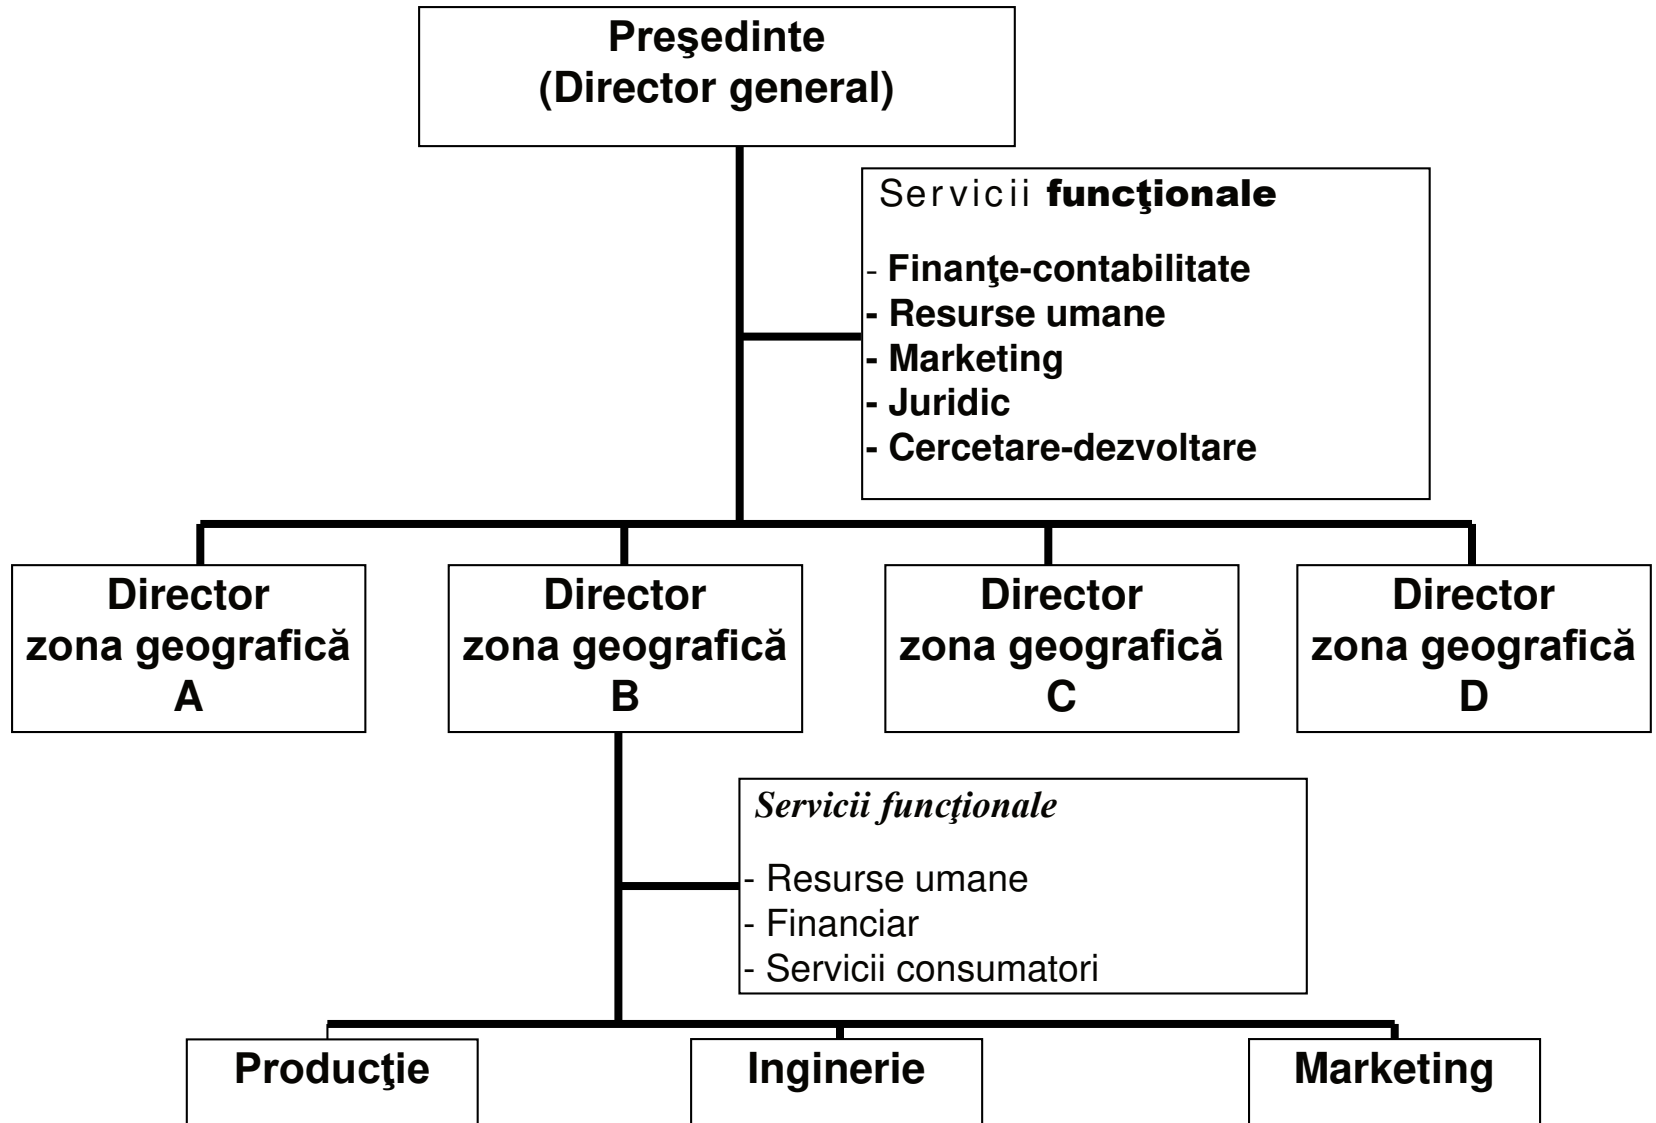 Preşedinte
(Director general)
Servicii funcţionale
- Finanţe-contabilitate
- Resurse umane
- Marketing
- Juridic
- Cercetare-dezvoltare
Director
zona geografică
A
Director
zona geografică
B
Director
zona geografică
C
Director
zona geografică
D
Servicii funcţionale
- Resurse umane
- Financiar
- Servicii consumatori
Producţie
Inginerie
Marketing